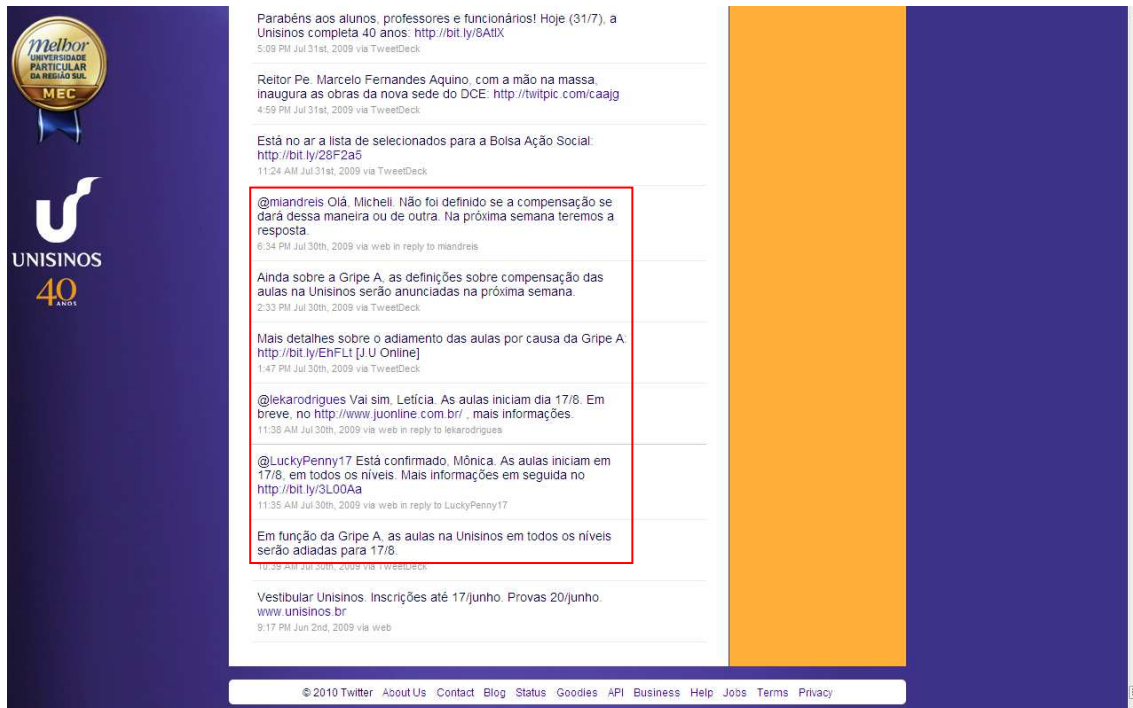 Melhor
UNIVERSIDADE
PARTICULAR
DA REGIÃO SUL
MEC
UNISINOS
40
ANOS
Parabéns aos alunos, professores e funcionários! Hoje (31/7), a
Unisinos completa 40 anos: http://bit.ly/8AtIX
5:09 PM Jul 31st, 2009 via TweetDeck
Reitor Pe. Marcelo Fernandes Aquino, com a mão na massa,
inaugura as obras da nova sede do DCE: http://twitpic.com/caajg
4:59 PM Jul 31st, 2009 via TweetDeck
Está no ar a lista de selecionados para a Bolsa Ação Social:
http://bit.ly/28F2a5
11:24 AM Jul 31st, 2009 via TweetDeck
@miandreis Olá, Micheli. Não foi definido se a compensação se
dará dessa maneira ou de outra. Na próxima semana teremos a
resposta.
6:34 PM Jul 30th, 2009 via web in reply to miandreis
Ainda sobre a Gripe A, as definições sobre compensação das
aulas na Unisinos serão anunciadas na próxima semana.
2:33 PM Jul 30th, 2009 via TweetDeck
Mais detalhes sobre o adiamento das aulas por causa da Gripe A:
http://bit.ly/EhFLt [J.U Online]
1:47 PM Jul 30th, 2009 via TweetDeck
@lekarodrigues Vai sim, Letícia. As aulas iniciam dia 17/8. Em
breve, no http://www.juonline.com.br/ , mais informações.
11:38 AM Jul 30th, 2009 via web in reply to lekarodrigues
@LuckyPenny17 Está confirmado, Mônica. As aulas iniciam em
17/8, em todos os níveis. Mais informações em seguida no
http://bit.ly/3L00Aa
11:35 AM Jul 30th, 2009 via web in reply to LuckyPenny17
Em função da Gripe A, as aulas na Unisinos em todos os níveis
serão adiadas para 17/8.
10:39 AM Jul 30th, 2009 via TweetDeck
Vestibular Unisinos. Inscrições até 17/junho. Provas 20/junho.
www.unisinos.br
9:17 PM Jun 2nd, 2009 via web
© 2010 Twitter About Us Contact Blog Status Goodies API Business Help Jobs Terms Privacy